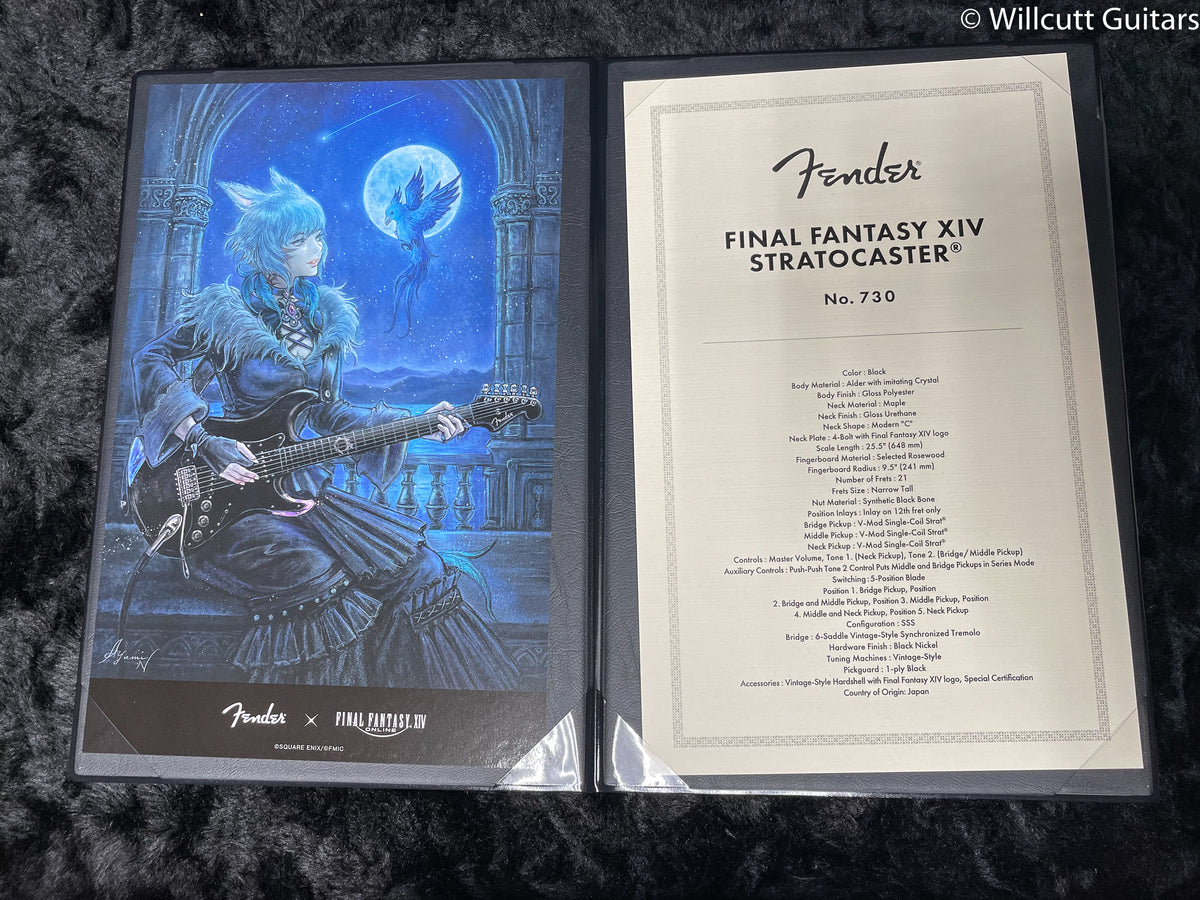 © Willcutt Guitars
Fender
Ayumi N
Fender × FINAL FANTASY XIV
ONLINE
©SQUARE ENIX/©FMIC
Fender®
FINAL FANTASY XIV
STRATOCASTER®
No. 730
Color : Black
Body Material : Alder with imitating Crystal
Body Finish : Gloss Polyester
Neck Material : Maple
Neck Finish : Gloss Urethane
Neck Shape : Modern "C"
Neck Plate : 4-Bolt with Final Fantasy XIV logo
Scale Length : 25.5" (648 mm)
Fingerboard Material : Selected Rosewood
Fingerboard Radius : 9.5" (241 mm)
Number of Frets : 21
Frets Size : Narrow Tall
Nut Material : Synthetic Black Bone
Position Inlays : Inlay on 12th fret only
Bridge Pickup : V-Mod Single-Coil Strat®
Middle Pickup : V-Mod Single-Coil Strat®
Neck Pickup : V-Mod Single-Coil Strat®
Controls : Master Volume, Tone 1. (Neck Pickup), Tone 2. (Bridge/ Middle Pickup)
Auxiliary Controls : Push-Push Tone 2 Control Puts Middle and Bridge Pickups in Series Mode
Switching : 5-Position Blade
Position 1. Bridge Pickup, Position
2. Bridge and Middle Pickup, Position 3. Middle Pickup, Position
4. Middle and Neck Pickup, Position 5. Neck Pickup
Configuration : SSS
Bridge : 6-Saddle Vintage-Style Synchronized Tremolo
Hardware Finish : Black Nickel
Tuning Machines : Vintage-Style
Pickguard : 1-ply Black
Accessories : Vintage-Style Hardshell with Final Fantasy XIV logo, Special Certification
Country of Origin: Japan